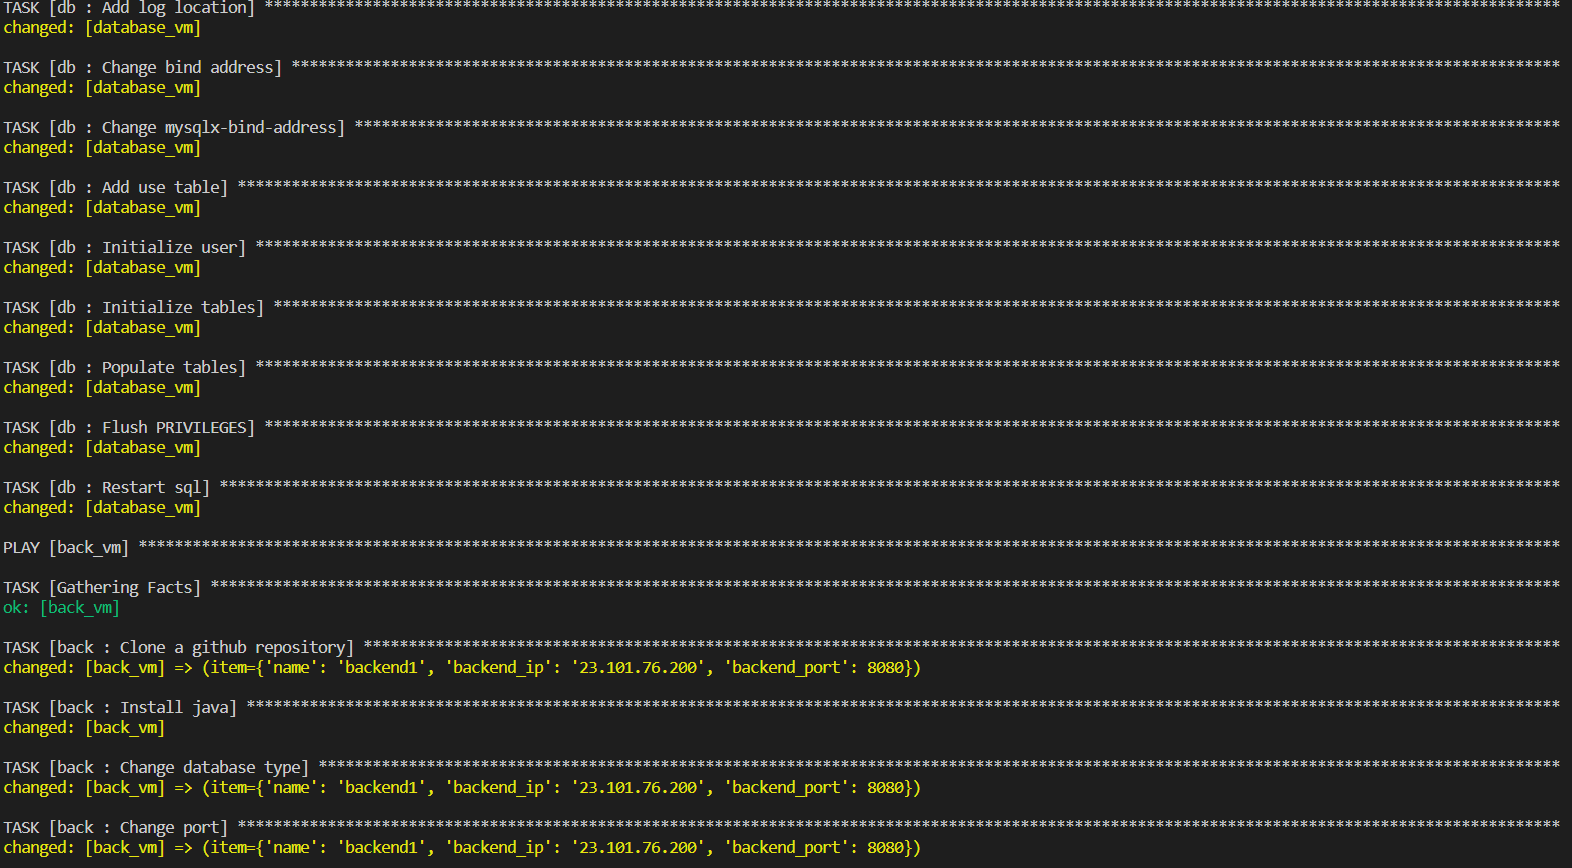 TASK [db : Add log location] ************************************************************************************************************************************************
changed: [database_vm]
TASK [db : Change bind address] *********************************************************************************************************************************************
changed: [database_vm]
TASK [db : Change mysqlx-bind-address] **************************************************************************************************************************************
changed: [database_vm]
TASK [db : Add use table] ***************************************************************************************************************************************************
changed: [database_vm]
TASK [db : Initialize user] *************************************************************************************************************************************************
changed: [database_vm]
TASK [db : Initialize tables] ***********************************************************************************************************************************************
changed: [database_vm]
TASK [db : Populate tables] *************************************************************************************************************************************************
changed: [database_vm]
TASK [db : Flush PRIVILEGES] ************************************************************************************************************************************************
changed: [database_vm]
TASK [db : Restart sql] *****************************************************************************************************************************************************
changed: [database_vm]
PLAY [back_vm] **************************************************************************************************************************************************************
TASK [Gathering Facts] ******************************************************************************************************************************************************
ok: [back_vm]
TASK [back : Clone a github repository] *************************************************************************************************************************************
changed: [back_vm] => (item={'name': 'backend1', 'backend_ip': '23.101.76.200', 'backend_port': 8080})
TASK [back : Install java] **************************************************************************************************************************************************
changed: [back_vm]
TASK [back : Change database type] ******************************************************************************************************************************************
changed: [back_vm] => (item={'name': 'backend1', 'backend_ip': '23.101.76.200', 'backend_port': 8080})
TASK [back : Change port] ***************************************************************************************************************************************************
changed: [back_vm] => (item={'name': 'backend1', 'backend_ip': '23.101.76.200', 'backend_port': 8080})